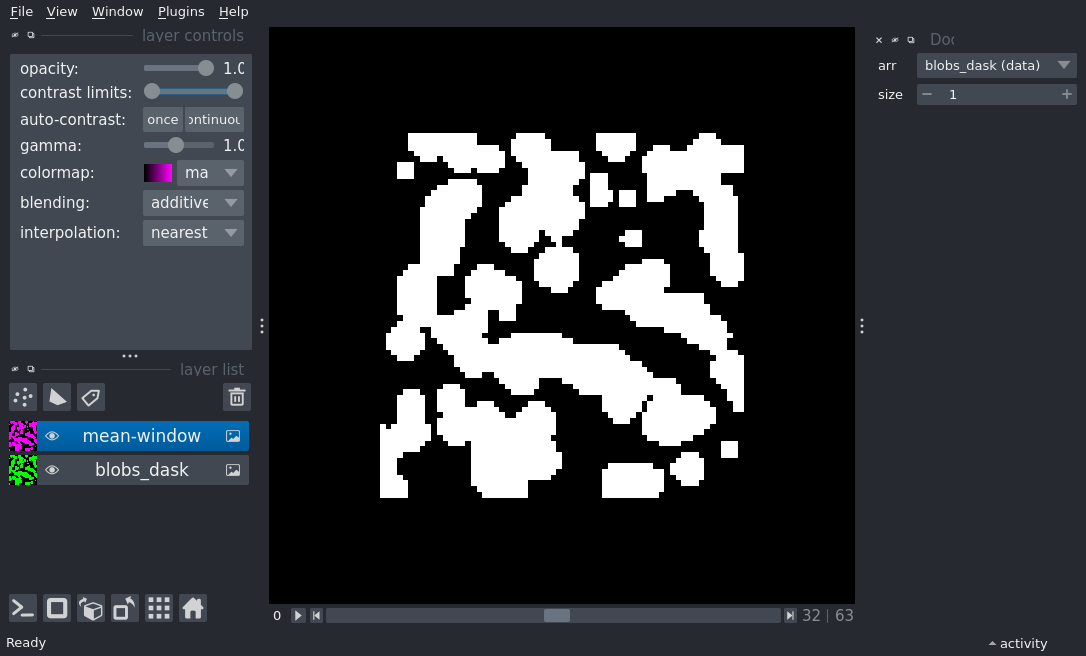 File View Window Plugins Help
layer controls
opacity: 1.0
contrast limits:
auto-contrast: once ontinuou
gamma: 1.0
colormap: ma
blending: additive
interpolation: nearest
layer list
mean-window
blobs_dask
0 32 | 63
Doc
arr blobs_dask (data)
size 1
Ready
activity